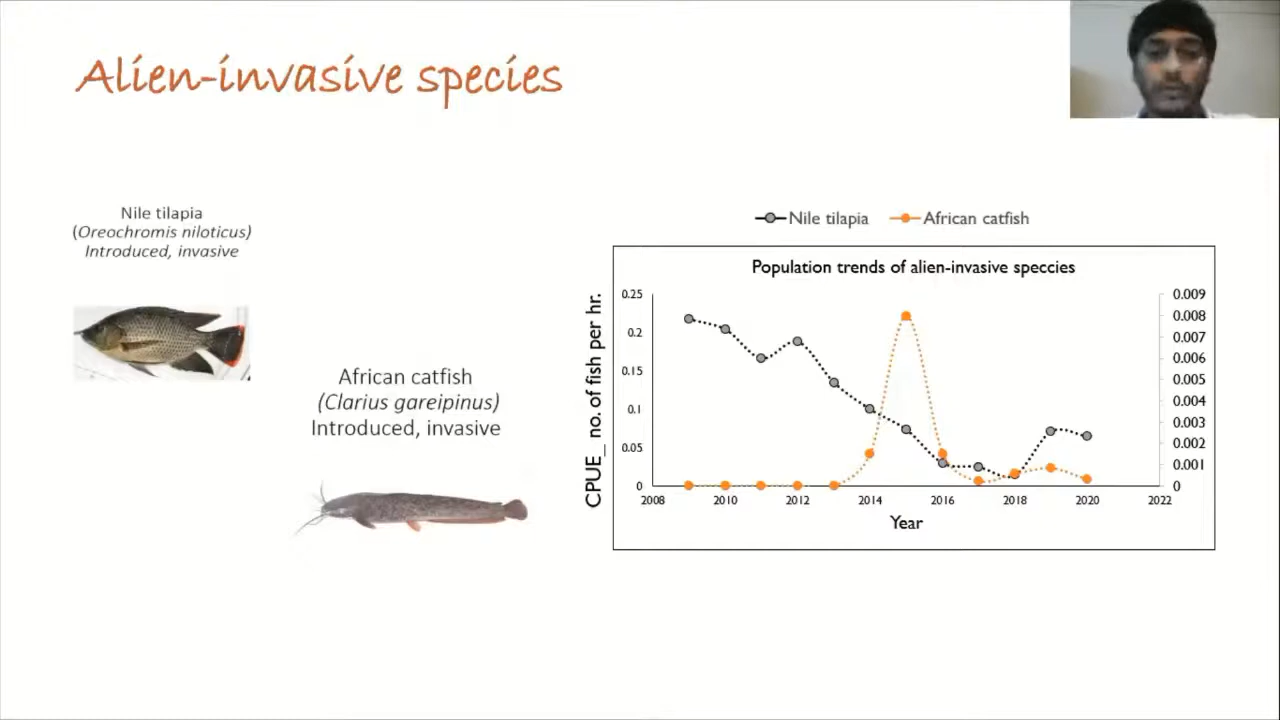 Alien-invasive species
Nile tilapia
(Oreochromis niloticus)
Introduced, invasive
African catfish
(Clarius gareipinus)
Introduced, invasive
Nile tilapia African catfish
Population trends of alien-invasive speccies
CPUE_ no. of fish per hr.
0.25
0.2
0.15
0.1
0.05
0
0.009
0.008
0.007
0.006
0.005
0.004
0.003
0.002
0.001
0
2008 2010 2012 2012 2014 2016 2018 2020 2022
Year